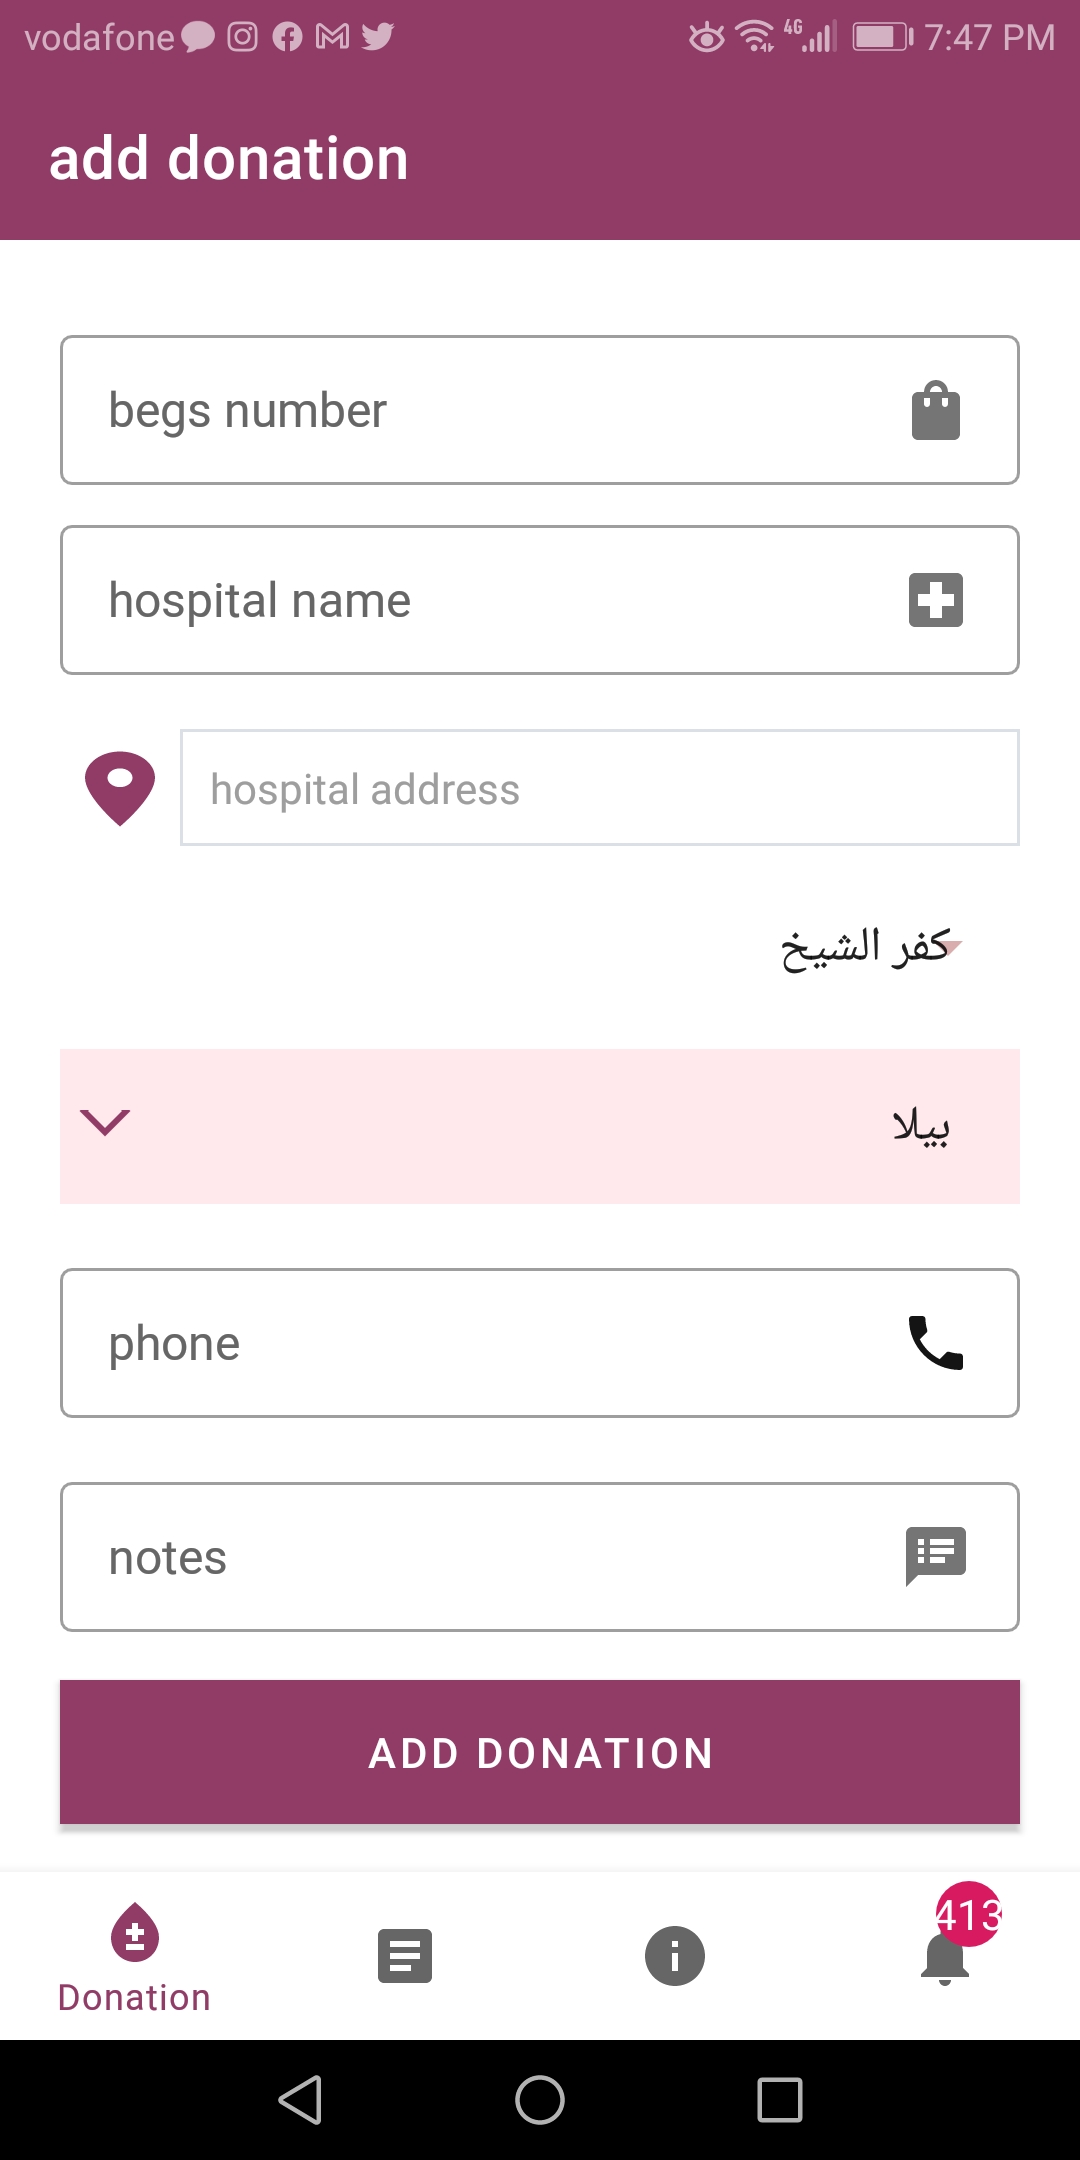 vodafone 4G 7:47 PM
add donation
begs number
hospital name
hospital address
كفر الشيخ
بيلا
phone
notes
ADD DONATION
413
Donation